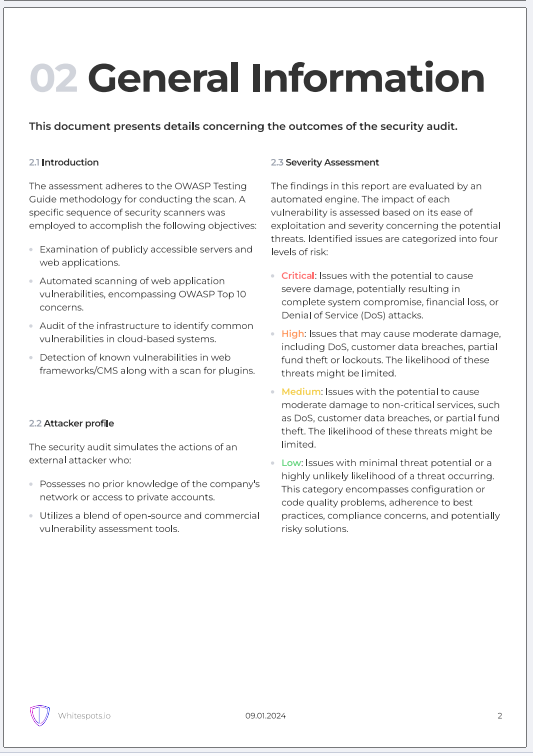 02 General Information
This document presents details concerning the outcomes of the security audit.
2.1 Introduction
The assessment adheres to the OWASP Testing
Guide methodology for conducting the scan. A
specific sequence of security scanners was
employed to accomplish the following objectives:
Examination of publicly accessible servers and
web applications.
Automated scanning of web application
vulnerabilities, encompassing OWASP Top 10
concerns.
Audit of the infrastructure to identify common
vulnerabilities in cloud-based systems.
Detection of known vulnerabilities in web
frameworks/CMS along with a scan for plugins.
2.2 Attacker profile
The security audit simulates the actions of an
external attacker who:
Possesses no prior knowledge of the company's
network or access to private accounts.
Utilizes a blend of open-source and commercial
vulnerability assessment tools.
2.3 Severity Assessment
The findings in this report are evaluated by an
automated engine. The impact of each
vulnerability is assessed based on its ease of
exploitation and severity concerning the potential
threats. Identified issues are categorized into four
levels of risk:
Critical: Issues with the potential to cause
severe damage, potentially resulting in
complete system compromise, financial loss, or
Denial of Service (DoS) attacks.
High: Issues that may cause moderate damage,
including DoS, customer data breaches, partial
fund theft or lockouts. The likelihood of these
threats might be limited.
Medium: Issues with the potential to cause
moderate damage to non-critical services, such
as DoS, customer data breaches, or partial fund
theft. The likelihood of these threats might be
limited.
Low: Issues with minimal threat potential or a
highly unlikely likelihood of a threat occurring.
This category encompasses configuration or
code quality problems, adherence to best
practices, compliance concerns, and potentially
risky solutions.
Whitespots.io
09.01.2024
2